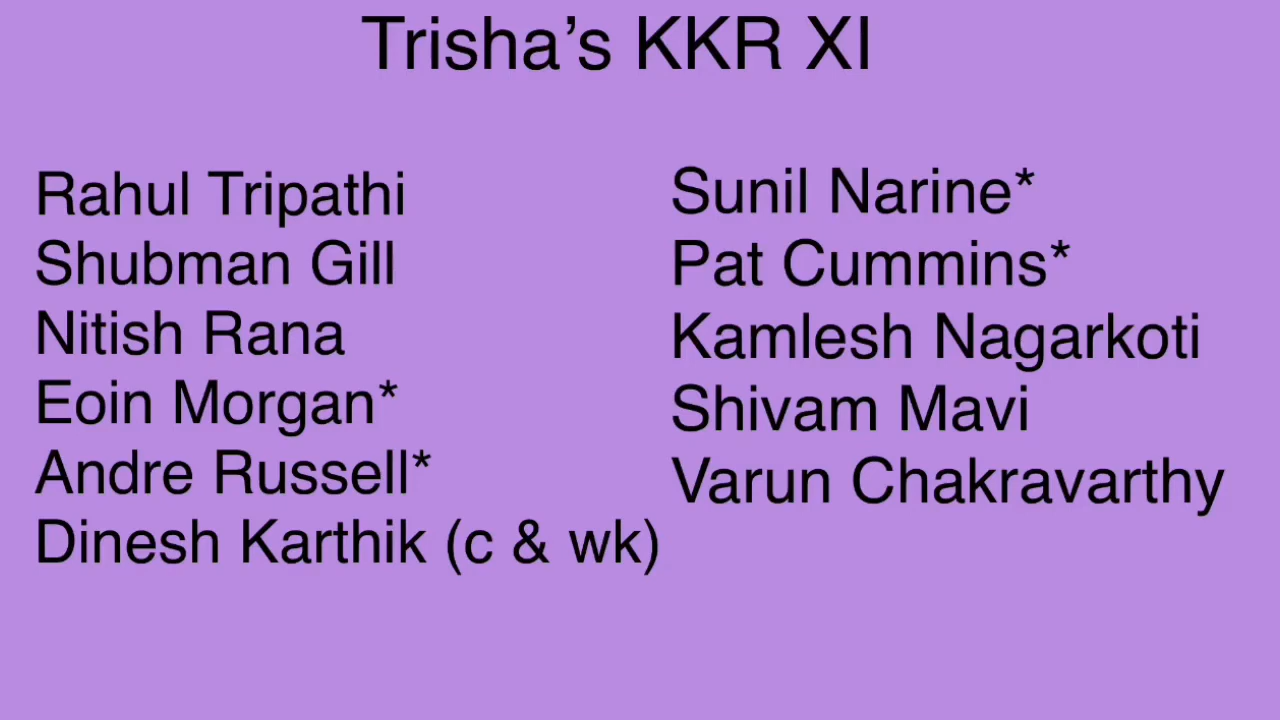 Trisha’s KKR XI
Rahul Tripathi
Shubman Gill
Nitish Rana
Eoin Morgan*
Andre Russell*
Dinesh Karthik (c & wk)
Sunil Narine*
Pat Cummins*
Kamlesh Nagarkoti
Shivam Mavi
Varun Chakravarthy